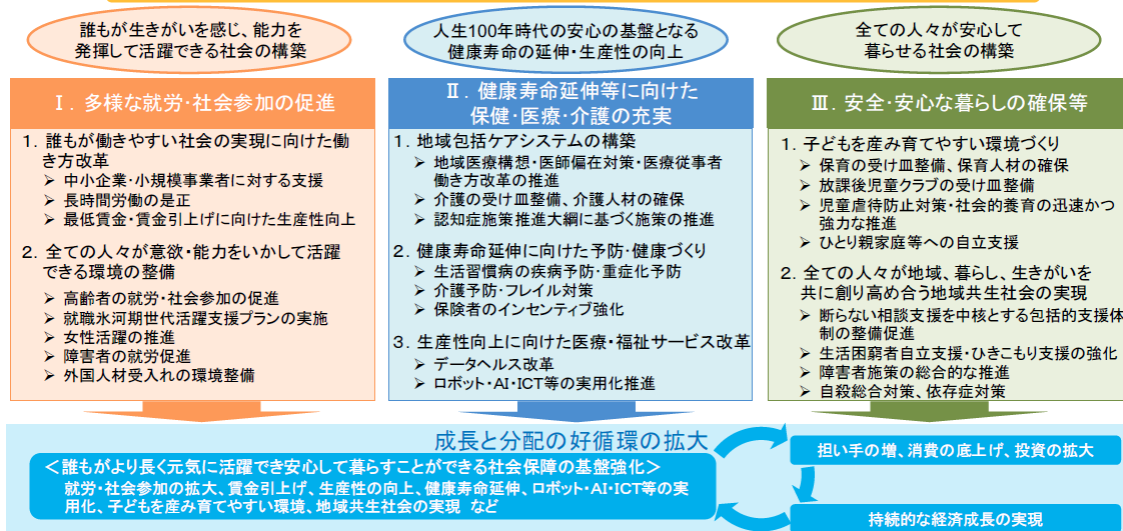 誰もが生きがいを感じ、能力を
発揮して活躍できる社会の構築
人生100年時代の安心の基盤となる
健康寿命の延伸・生産性の向上
全ての人々が安心して
暮らせる社会の構築
Ⅰ．多様な就労・社会参加の促進
1．誰もが働きやすい社会の実現に向けた働
き方改革
➢ 中小企業・小規模事業者に対する支援
➢ 長時間労働の是正
➢ 最低賃金・賃金引上げに向けた生産性向上
2．全ての人々が意欲・能力をいかして活躍
できる環境の整備
➢ 高齢者の就労・社会参加の促進
➢ 就職氷河期世代活躍支援プランの実施
➢ 女性活躍の推進
➢ 障害者の就労促進
➢ 外国人材受入れの環境整備
Ⅱ．健康寿命延伸等に向けた
保健・医療・介護の充実
1．地域包括ケアシステムの構築
➢ 地域医療構想・医師偏在対策・医療従事者
働き方改革の推進
➢ 介護の受け皿整備、介護人材の確保
➢ 認知症施策推進大綱に基づく施策の推進
2．健康寿命延伸に向けた予防・健康づくり
➢ 生活習慣病の疾病予防・重症化予防
➢ 介護予防・フレイル対策
➢ 保険者のインセンティブ強化
3．生産性向上に向けた医療・福祉サービス改革
➢ データヘルス改革
➢ ロボット・AI・ICT等の実用化推進
Ⅲ．安全・安心な暮らしの確保等
1．子どもを産み育てやすい環境づくり
➢ 保育の受け皿整備、保育人材の確保
➢ 放課後児童クラブの受け皿整備
➢ 児童虐待防止対策・社会的養育の迅速かつ
強力な推進
➢ ひとり親家庭等への自立支援
2．全ての人々が地域、暮らし、生きがいを
共に創り高め合う地域共生社会の実現
➢ 断らない相談支援を中核とする包括的支援体
制の整備促進
➢ 生活困窮者自立支援・ひきこもり支援の強化
➢ 障害者施策の総合的な推進
➢ 自殺総合対策、依存症対策
成長と分配の好循環の拡大
＜誰もがより長く元気に活躍でき安心して暮らすことができる社会保障の基盤強化＞
就労・社会参加の拡大、賃金引上げ、生産性の向上、健康寿命延伸、ロボット・AI・ICT等の実
用化、子どもを産み育てやすい環境、地域共生社会の実現 など
担い手の増、消費の底上げ、投資の拡大
持続的な経済成長の実現